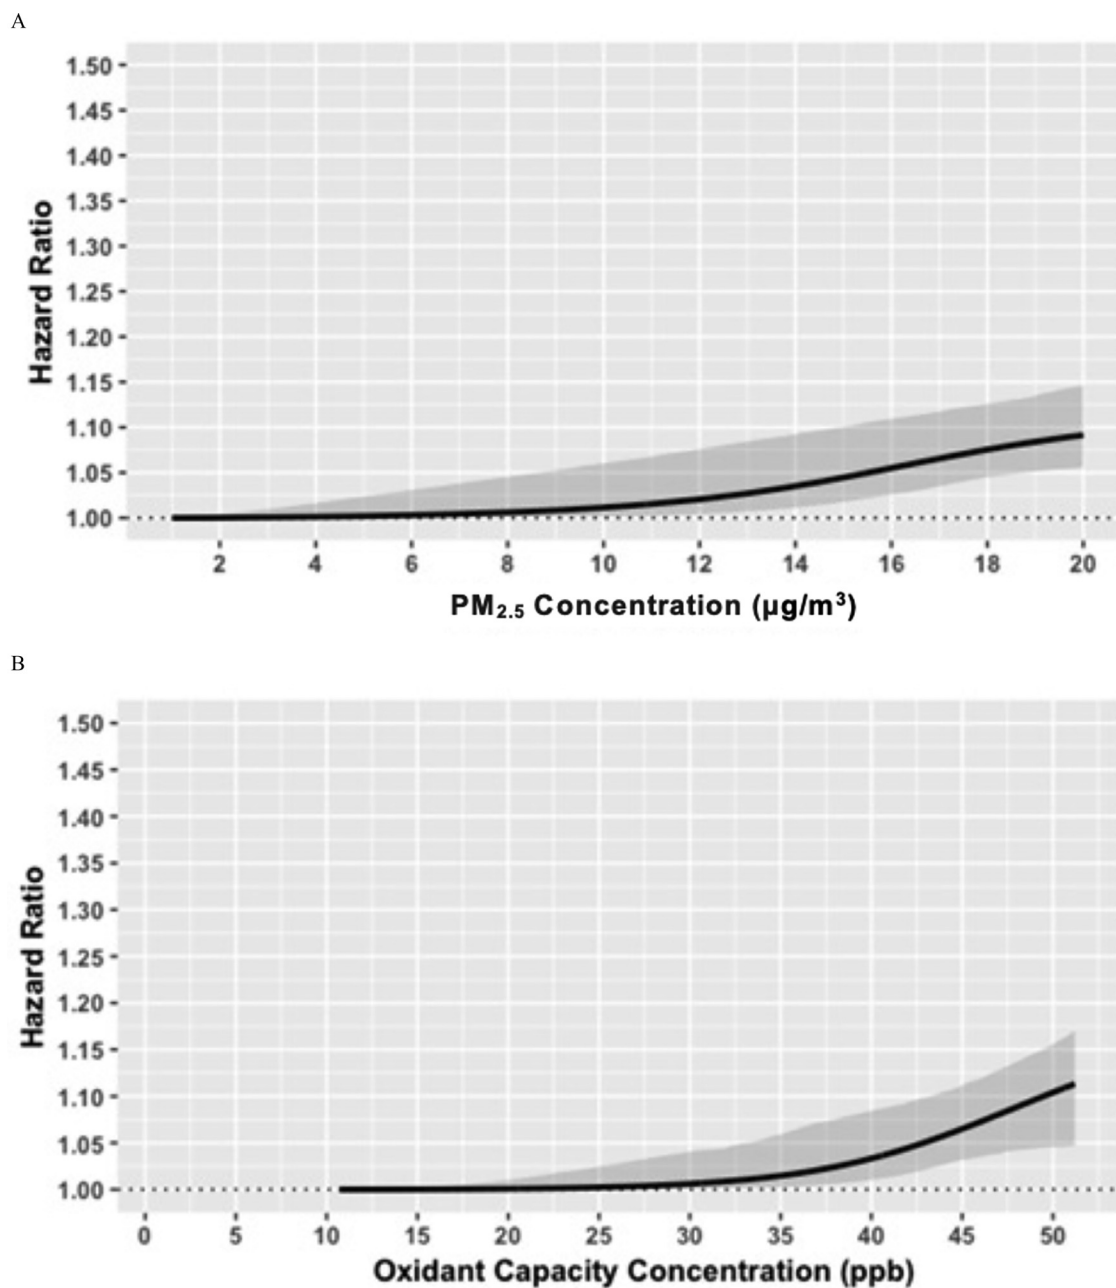 A
1.50
1.45
1.40
1.35
1.30
1.25
1.20
1.15
1.10
1.05
1.00
Hazard Ratio
2 4 6 8 10 12 14 16 18 20
PM2.5 Concentration (µg/m³)
B
1.50
1.45
1.40
1.35
1.30
1.25
1.20
1.15
1.10
1.05
1.00
Hazard Ratio
0 5 10 15 20 25 30 35 40 45 50
Oxidant Capacity Concentration (ppb)